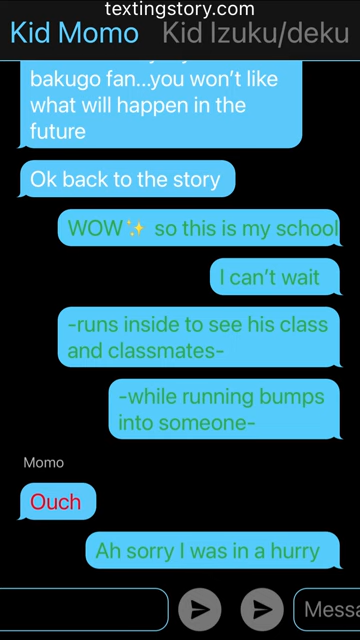 textingstory.com
Kid Momo Kid Izuku/deku
bakugo fan...you won't like
what will happen in the
future
Ok back to the story
WOW✨ so this is my school
I can't wait
-runs inside to see his class
and classmates-
-while running bumps
into someone-
Momo
Ouch
Ah sorry I was in a hurry